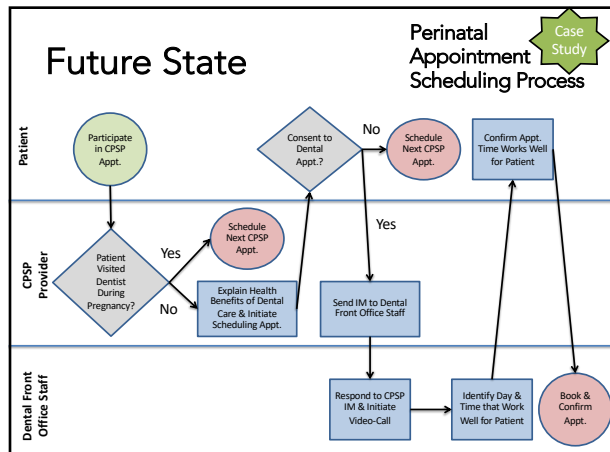 Future State
Perinatal
Appointment
Scheduling Process
Case
Study
Patient
Participate
in CPSP
Appt.
Consent to
Dental
Appt.?
No
Schedule
Next CPSP
Appt.
Confirm Appt.
Time Works Well
for Patient
Yes
CPSP
Provider
Patient
Visited
Dentist
During
Pregnancy?
Yes
Schedule
Next CPSP
Appt.
No
Explain Health
Benefits of Dental
Care & Initiate
Scheduling Appt.
Send IM to Dental
Front Office Staff
Dental Front
Office Staff
Respond to CPSP
IM & Initiate
Video-Call
Identify Day &
Time that Work
Well for Patient
Book &
Confirm
Appt.